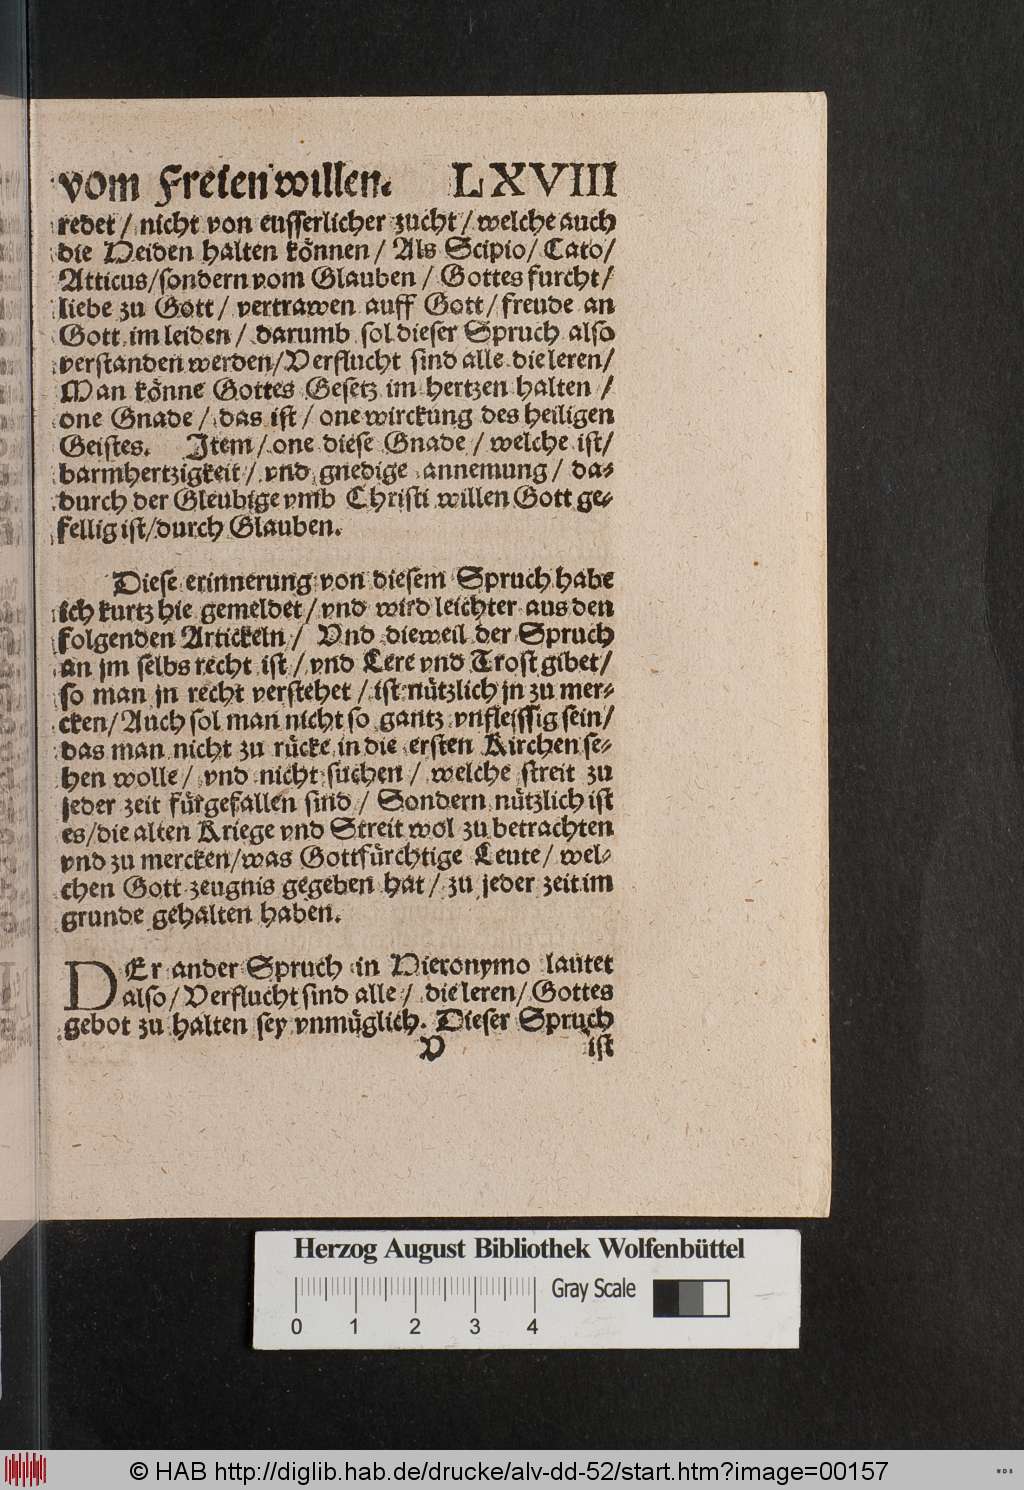 vom Freien willen. LXVIII
redet / nicht von eusserlicher zucht / welche auch
die Heiden halten können / Als Scipio / Cato /
Atticus / sondern vom Glauben / Gottes furcht /
liebe zu Gott / vertrawen auff Gott / freude an
Gott im leiden / darumb sol dieser Spruch also
verstanden werden / Verflucht sind alle die leren /
Man könne Gottes Gesetz im hertzen halten /
one Gnade / das ist / one wirckung des heiligen
Geistes. Item / one diese Gnade / welche ist /
barmhertzigkeit / vnd gnedige annemung / da-
durch der Gleubige vmb Christi willen Gott ge-
fellig ist / durch Glauben.
Diese erinnerung von diesem Spruch habe
ich kurtz hie gemeldet / vnd wird leichter aus den
folgenden Artickeln / Vnd dieweil der Spruch
an jm selbs recht ist / vnd Lere vnd Trost gibet /
so man jn recht verstehet / ist nützlich jn zu mer-
cken / Auch sol man nicht so gantz vnfleissig sein /
das man nicht zu rücke in die ersten Kirchen se-
hen wolle / vnd nicht suchen / welche streit zu
jeder zeit fürgefallen sind / Sondern nützlich ist
es / die alten Kriege vnd Streit wol zu betrachten
vnd zu mercken / was Gottfürchtige Leute / wel-
chen Gott zeugnis gegeben hat / zu jeder zeit im
grunde gehalten haben.
DEr ander Spruch in Hieronymo lautet
also / Verflucht sind alle / die leren / Gottes
gebot zu halten sey vnmüglich. Dieser Spruch
V ist
Herzog August Bibliothek Wolfenbüttel
Gray Scale
0 1 2 3 4
© HAB http://diglib.hab.de/drucke/alv-dd-52/start.htm?image=00157